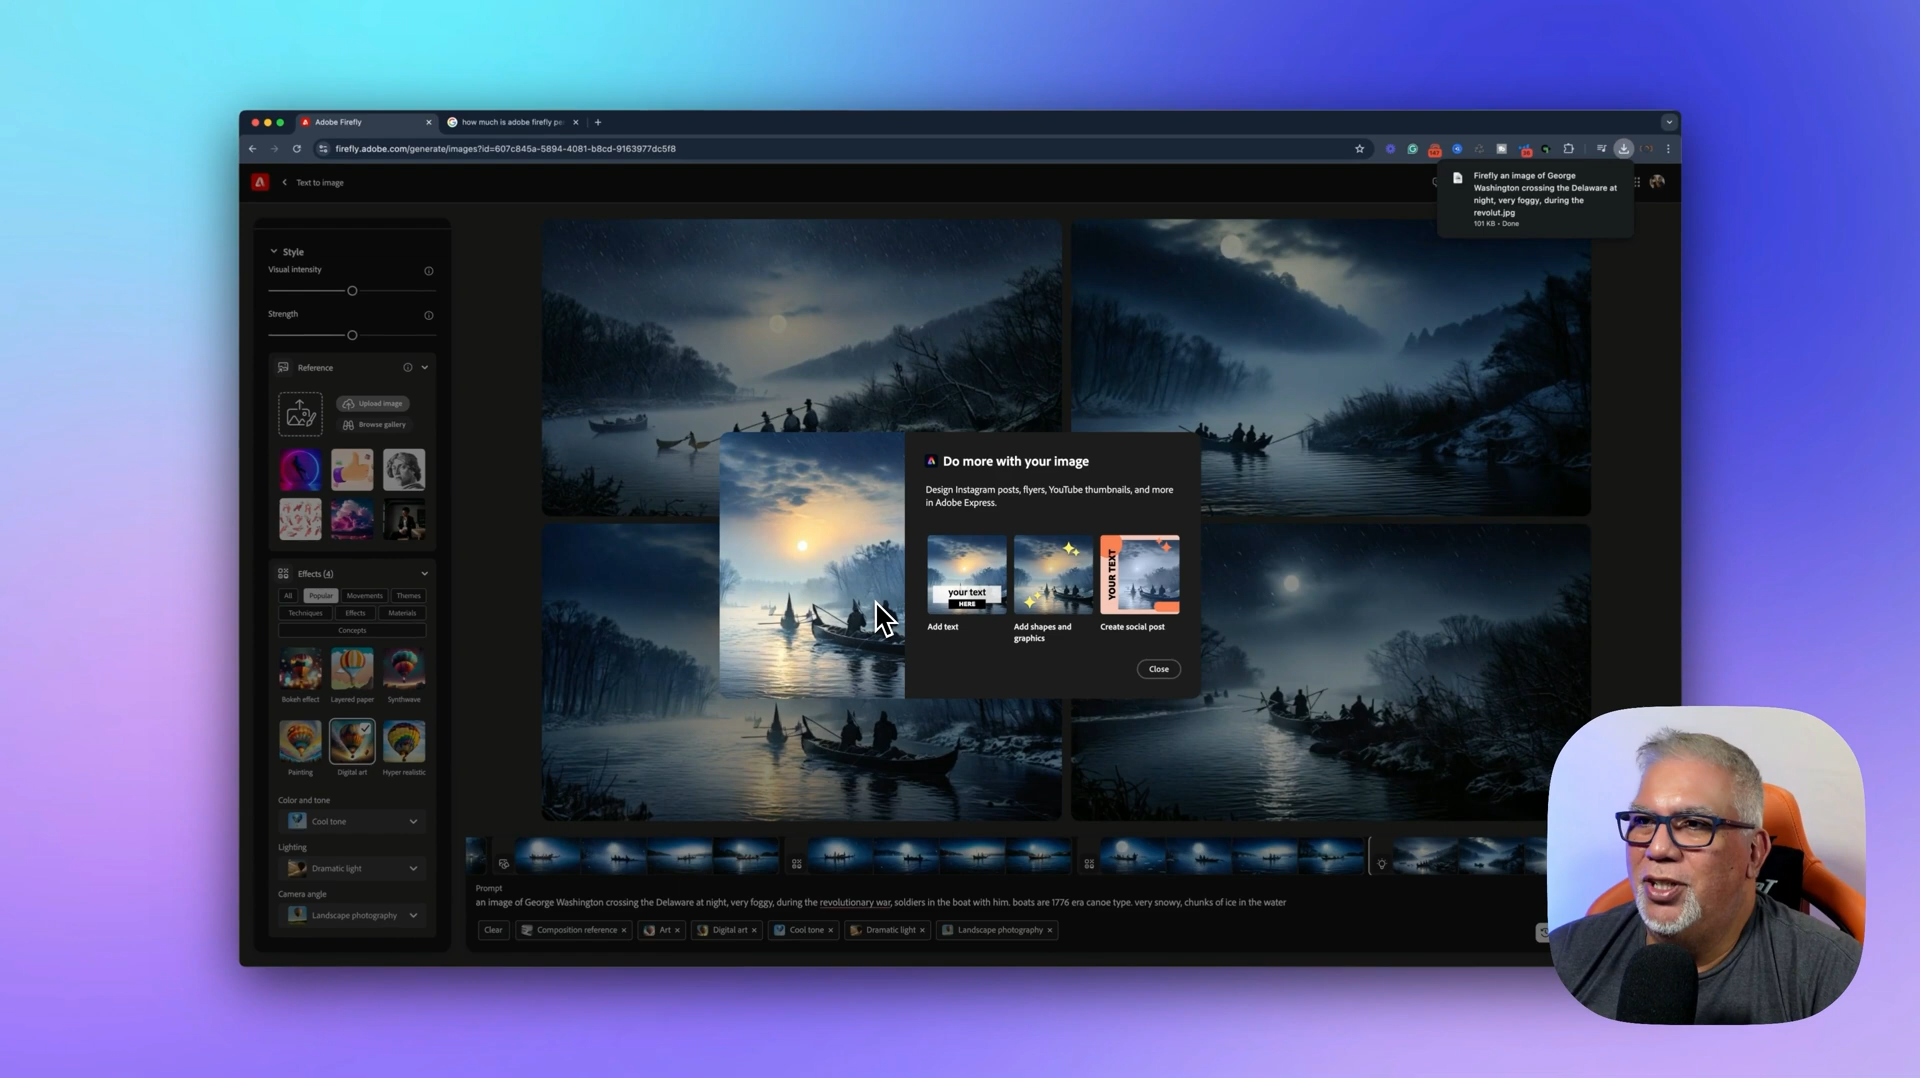 Adobe Firefly
how much is adobe firefly pe
firefly.adobe.com/generate/images?id=607c845a-5894-4081-b8cd-9163977dc5f8
Text to image
Firefly an image of George
Washington crossing the Delaware at
night, very foggy, during the
revolut.jpg
101 KB • Done
Style
Visual intensity
Strength
Reference
Upload image
Browse gallery
Effects (4)
All
Popular
Movements
Themes
Techniques
Effects
Materials
Concepts
Bokeh effect
Layered paper
Synthwave
Painting
Digital art
Hyper realistic
Color and tone
Cool tone
Lighting
Dramatic light
Camera angle
Landscape photography
Do more with your image
Design Instagram posts, flyers, YouTube thumbnails, and more
in Adobe Express.
your text
HERE
YOUR TEXT
Add text
Add shapes and
graphics
Create social post
Close
Prompt
an image of George Washington crossing the Delaware at night, very foggy, during the revolutionary war, soldiers in the boat with him. boats are 1776 era canoe type. very snowy, chunks of ice in the water
Clear
Composition reference
Art
Digital art
Cool tone
Dramatic light
Landscape photography